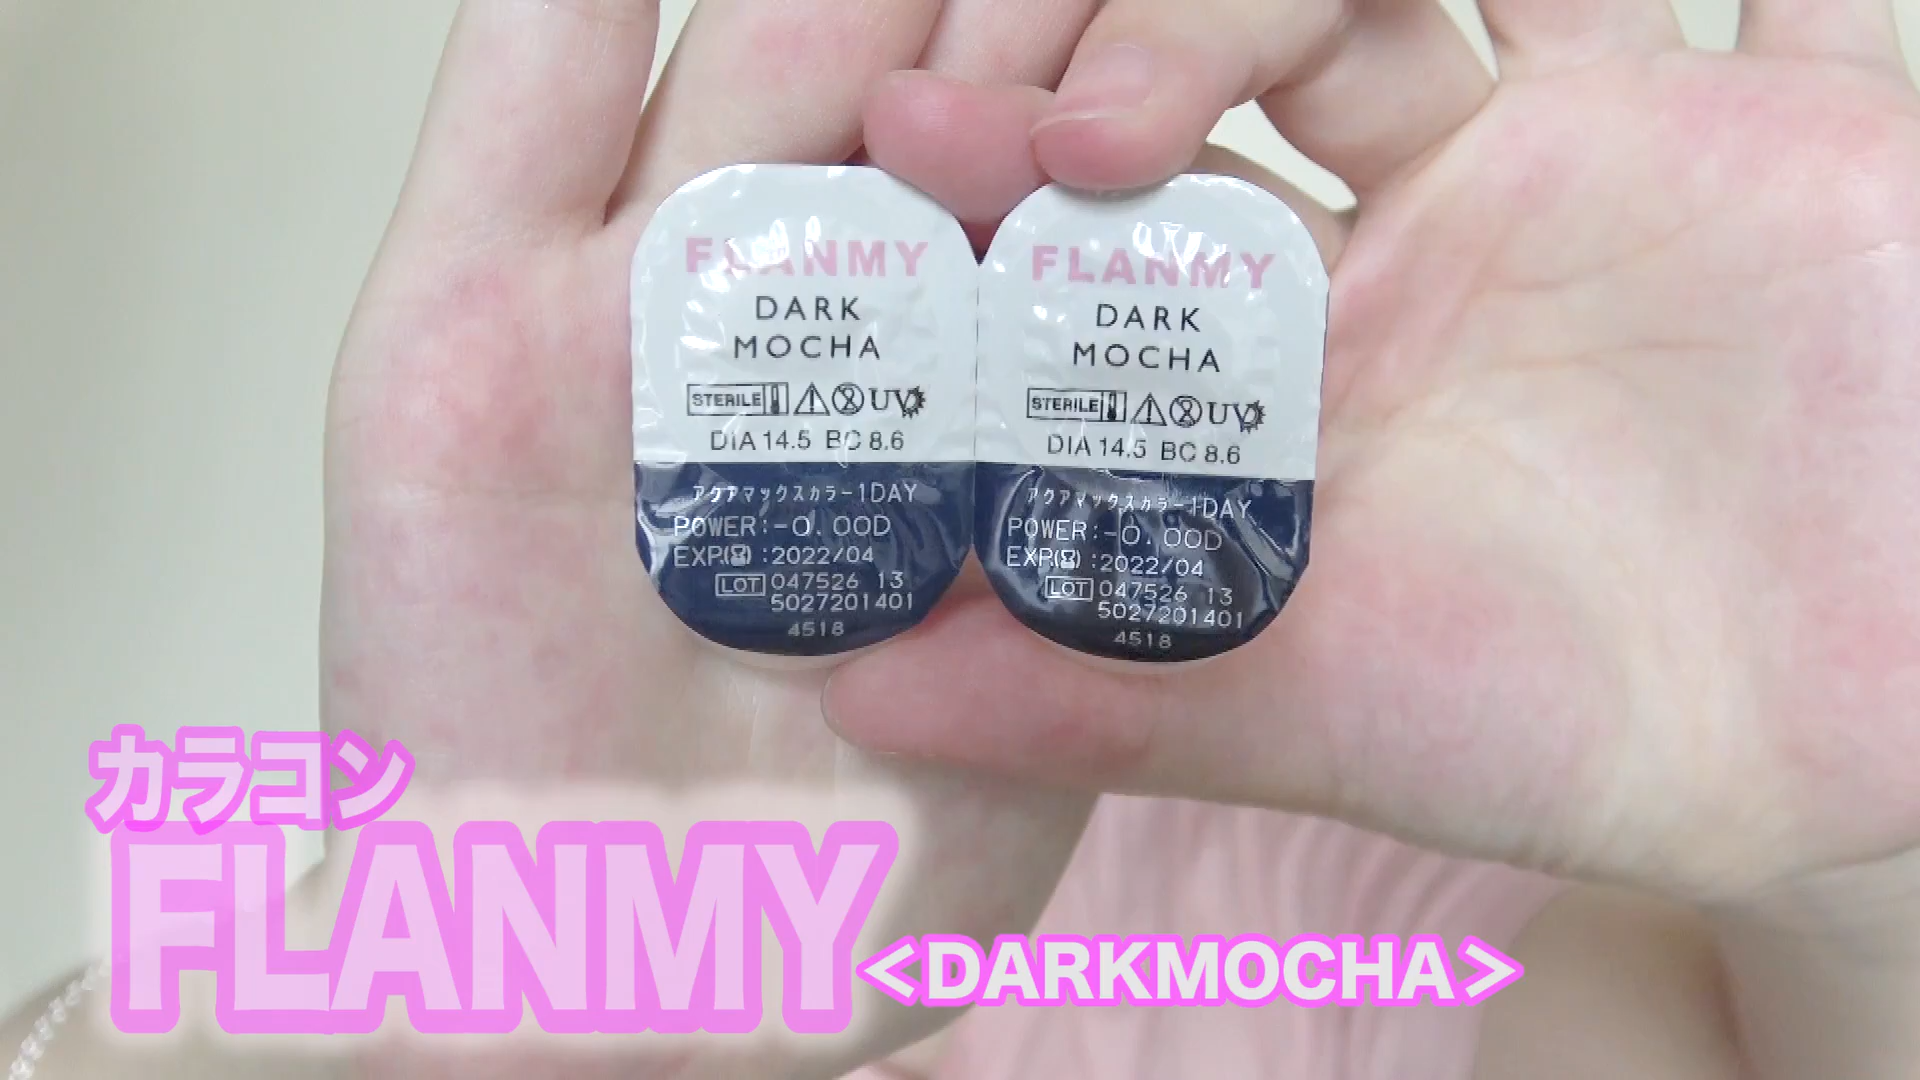 FLANMY
DARK
MOCHA
STERILE UV
DIA 14.5 BC 8.6
アクアマックスカラー1DAY
POWER:-0.00D
EXP.(⌛):2022/04
LOT 047526 13
5027201401
4518
FLANMY
DARK
MOCHA
STERILE UV
DIA 14.5 BC 8.6
アクアマックスカラー1DAY
POWER:-0.00D
EXP.(⌛):2022/04
LOT 047526 13
5027201401
4518
カラコン
FLANMY
<DARKMOCHA>